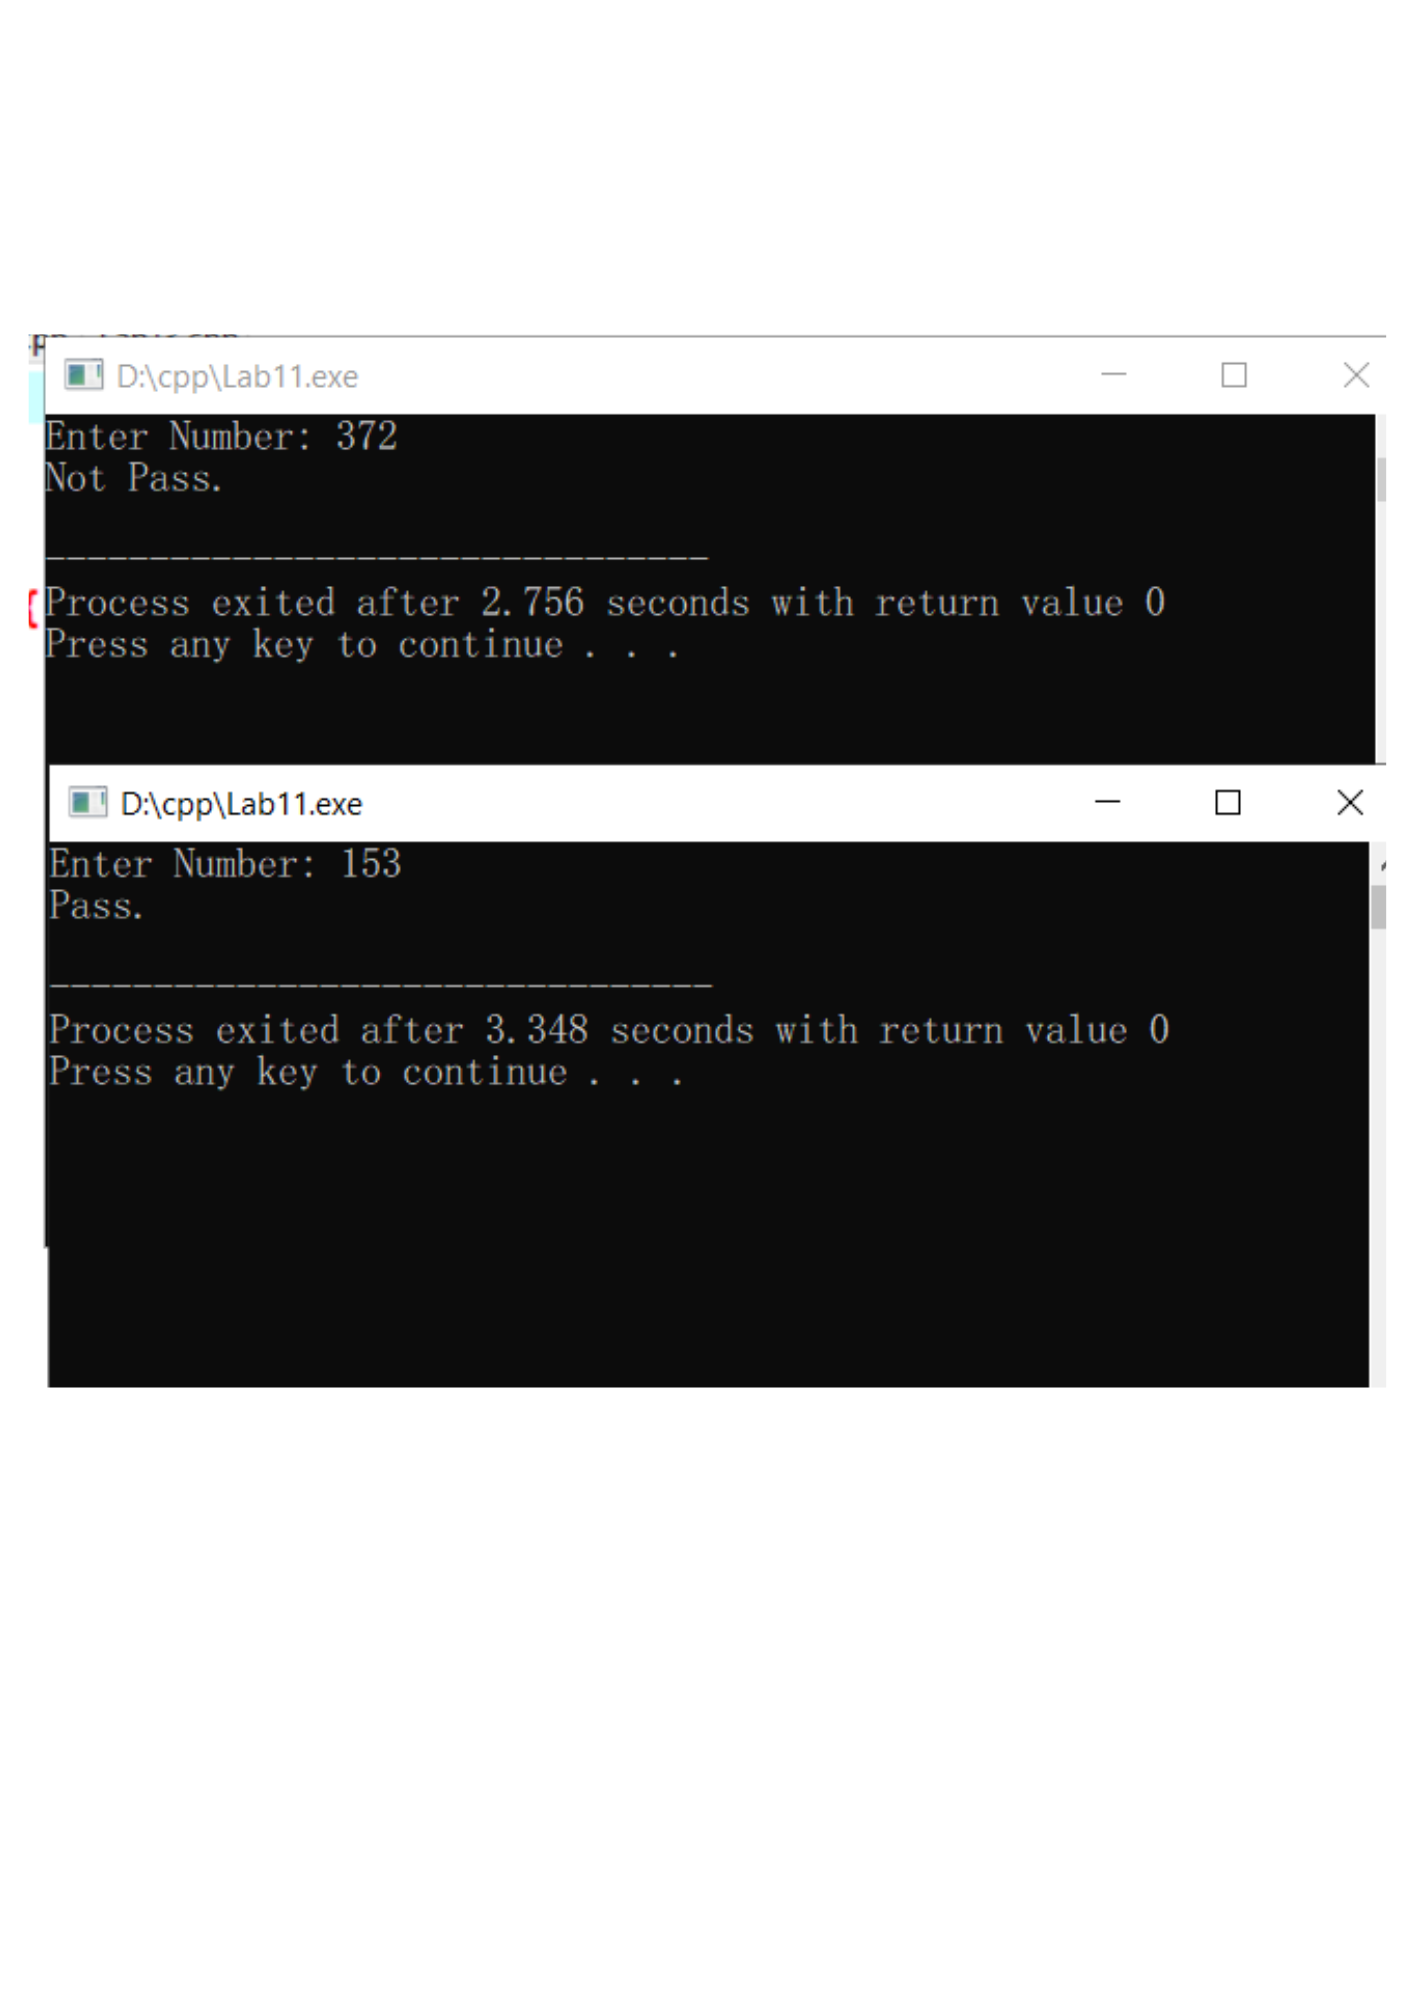 D:\cpp\Lab11.exe
Enter Number: 372
Not Pass.
--------------------------------
Process exited after 2.756 seconds with return value 0
Press any key to continue . . .
D:\cpp\Lab11.exe
Enter Number: 153
Pass.
--------------------------------
Process exited after 3.348 seconds with return value 0
Press any key to continue . . .